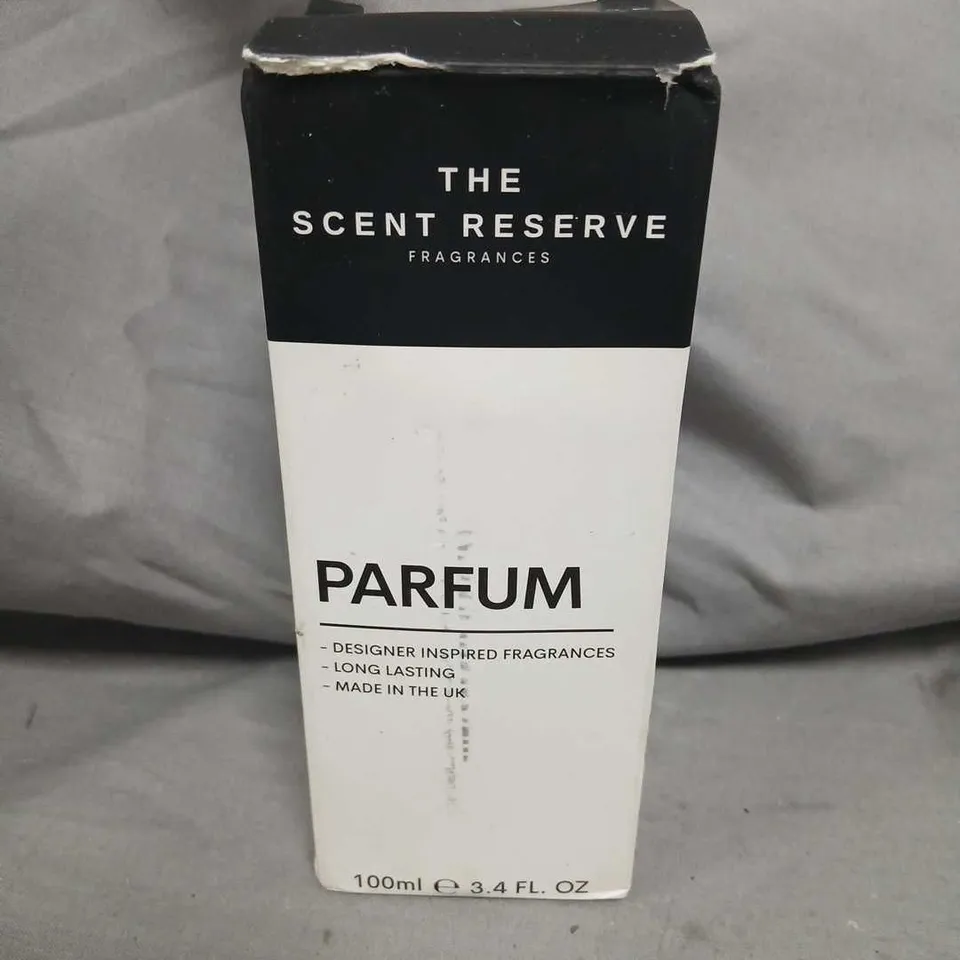 THE
SCENT RESERVE
FRAGRANCES
PARFUM
- DESIGNER INSPIRED FRAGRANCES
- LONG LASTING
- MADE IN THE UK
100ml ℮ 3.4 FL. OZ